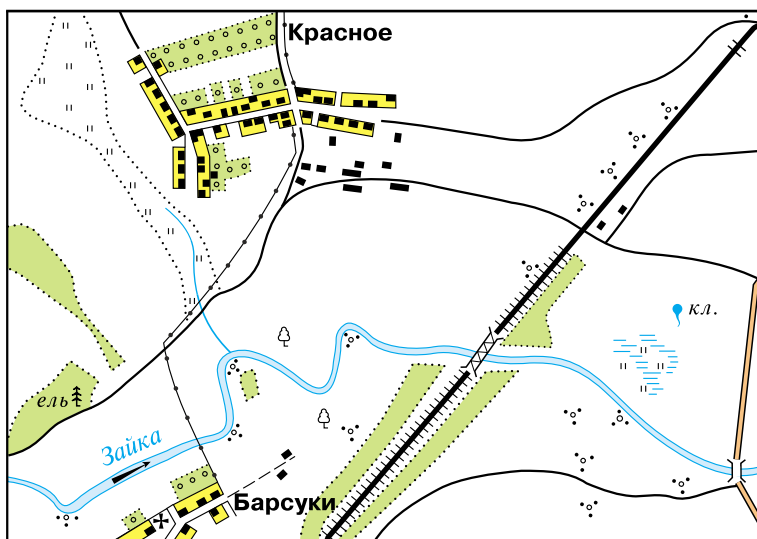 Красное
кл.
ель
Зайка
Барсуки